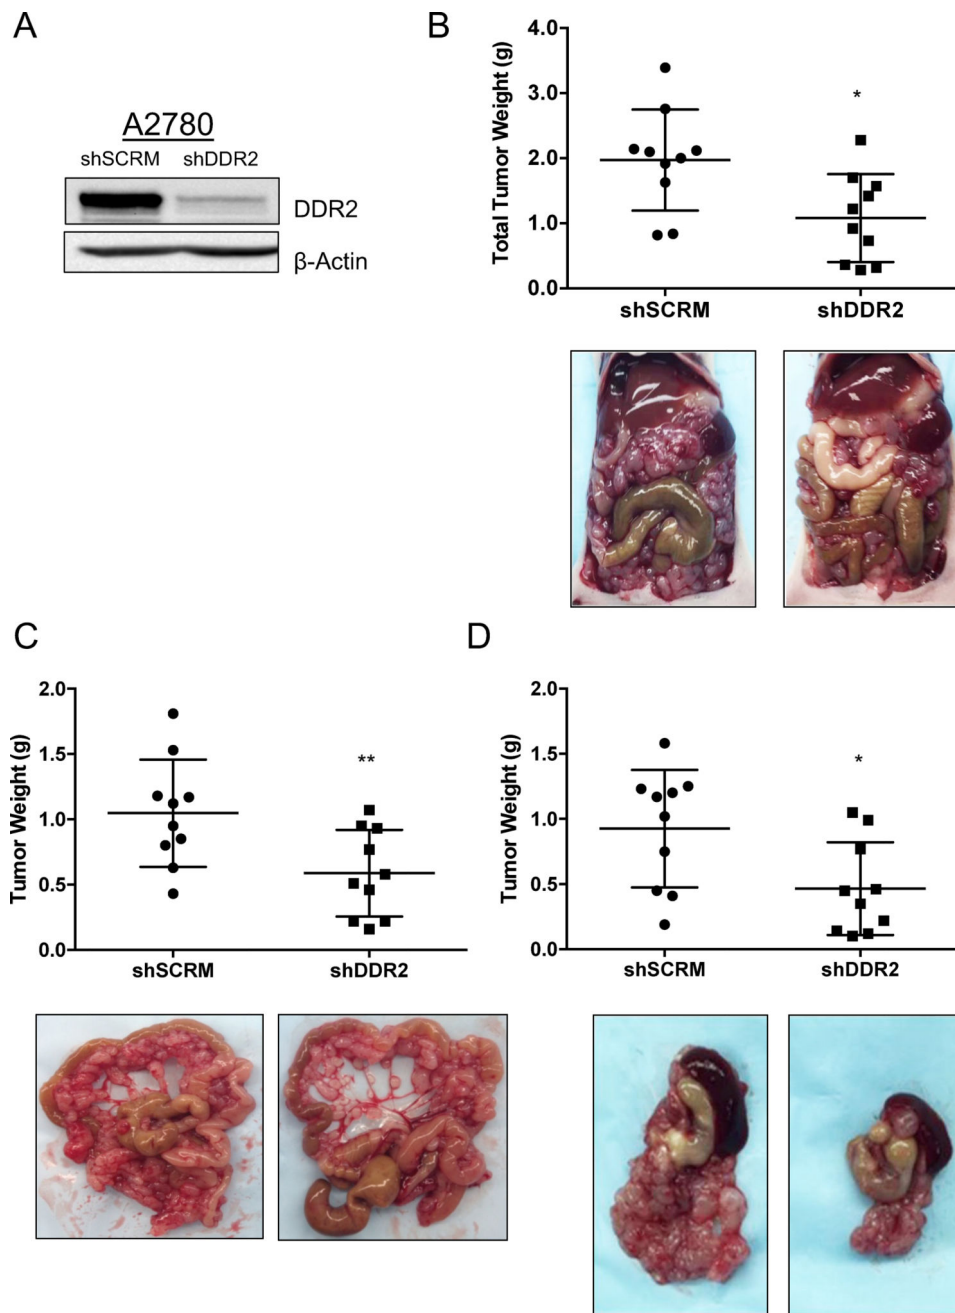 A
A2780
shSCRM shDDR2
DDR2
β-Actin
B
Total Tumor Weight (g)
4.0
3.0
2.0
1.0
0.0
*
shSCRM shDDR2
C
Tumor Weight (g)
2.0
1.5
1.0
0.5
0.0
**
shSCRM shDDR2
D
Tumor Weight (g)
2.0
1.5
1.0
0.5
0.0
*
shSCRM shDDR2